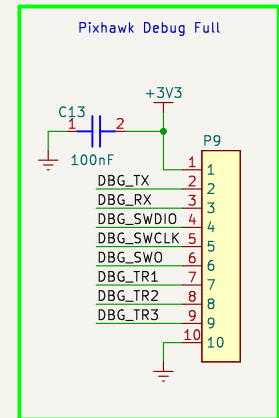 Pixhawk Debug Full
+3V3
C13
1 2
100nF
P9
1 1
DBG_TX 2 2
DBG_RX 3 3
DBG_SWDIO 4 4
DBG_SWCLK 5 5
DBG_SWO 6 6
DBG_TR1 7 7
DBG_TR2 8 8
DBG_TR3 9 9
10 10